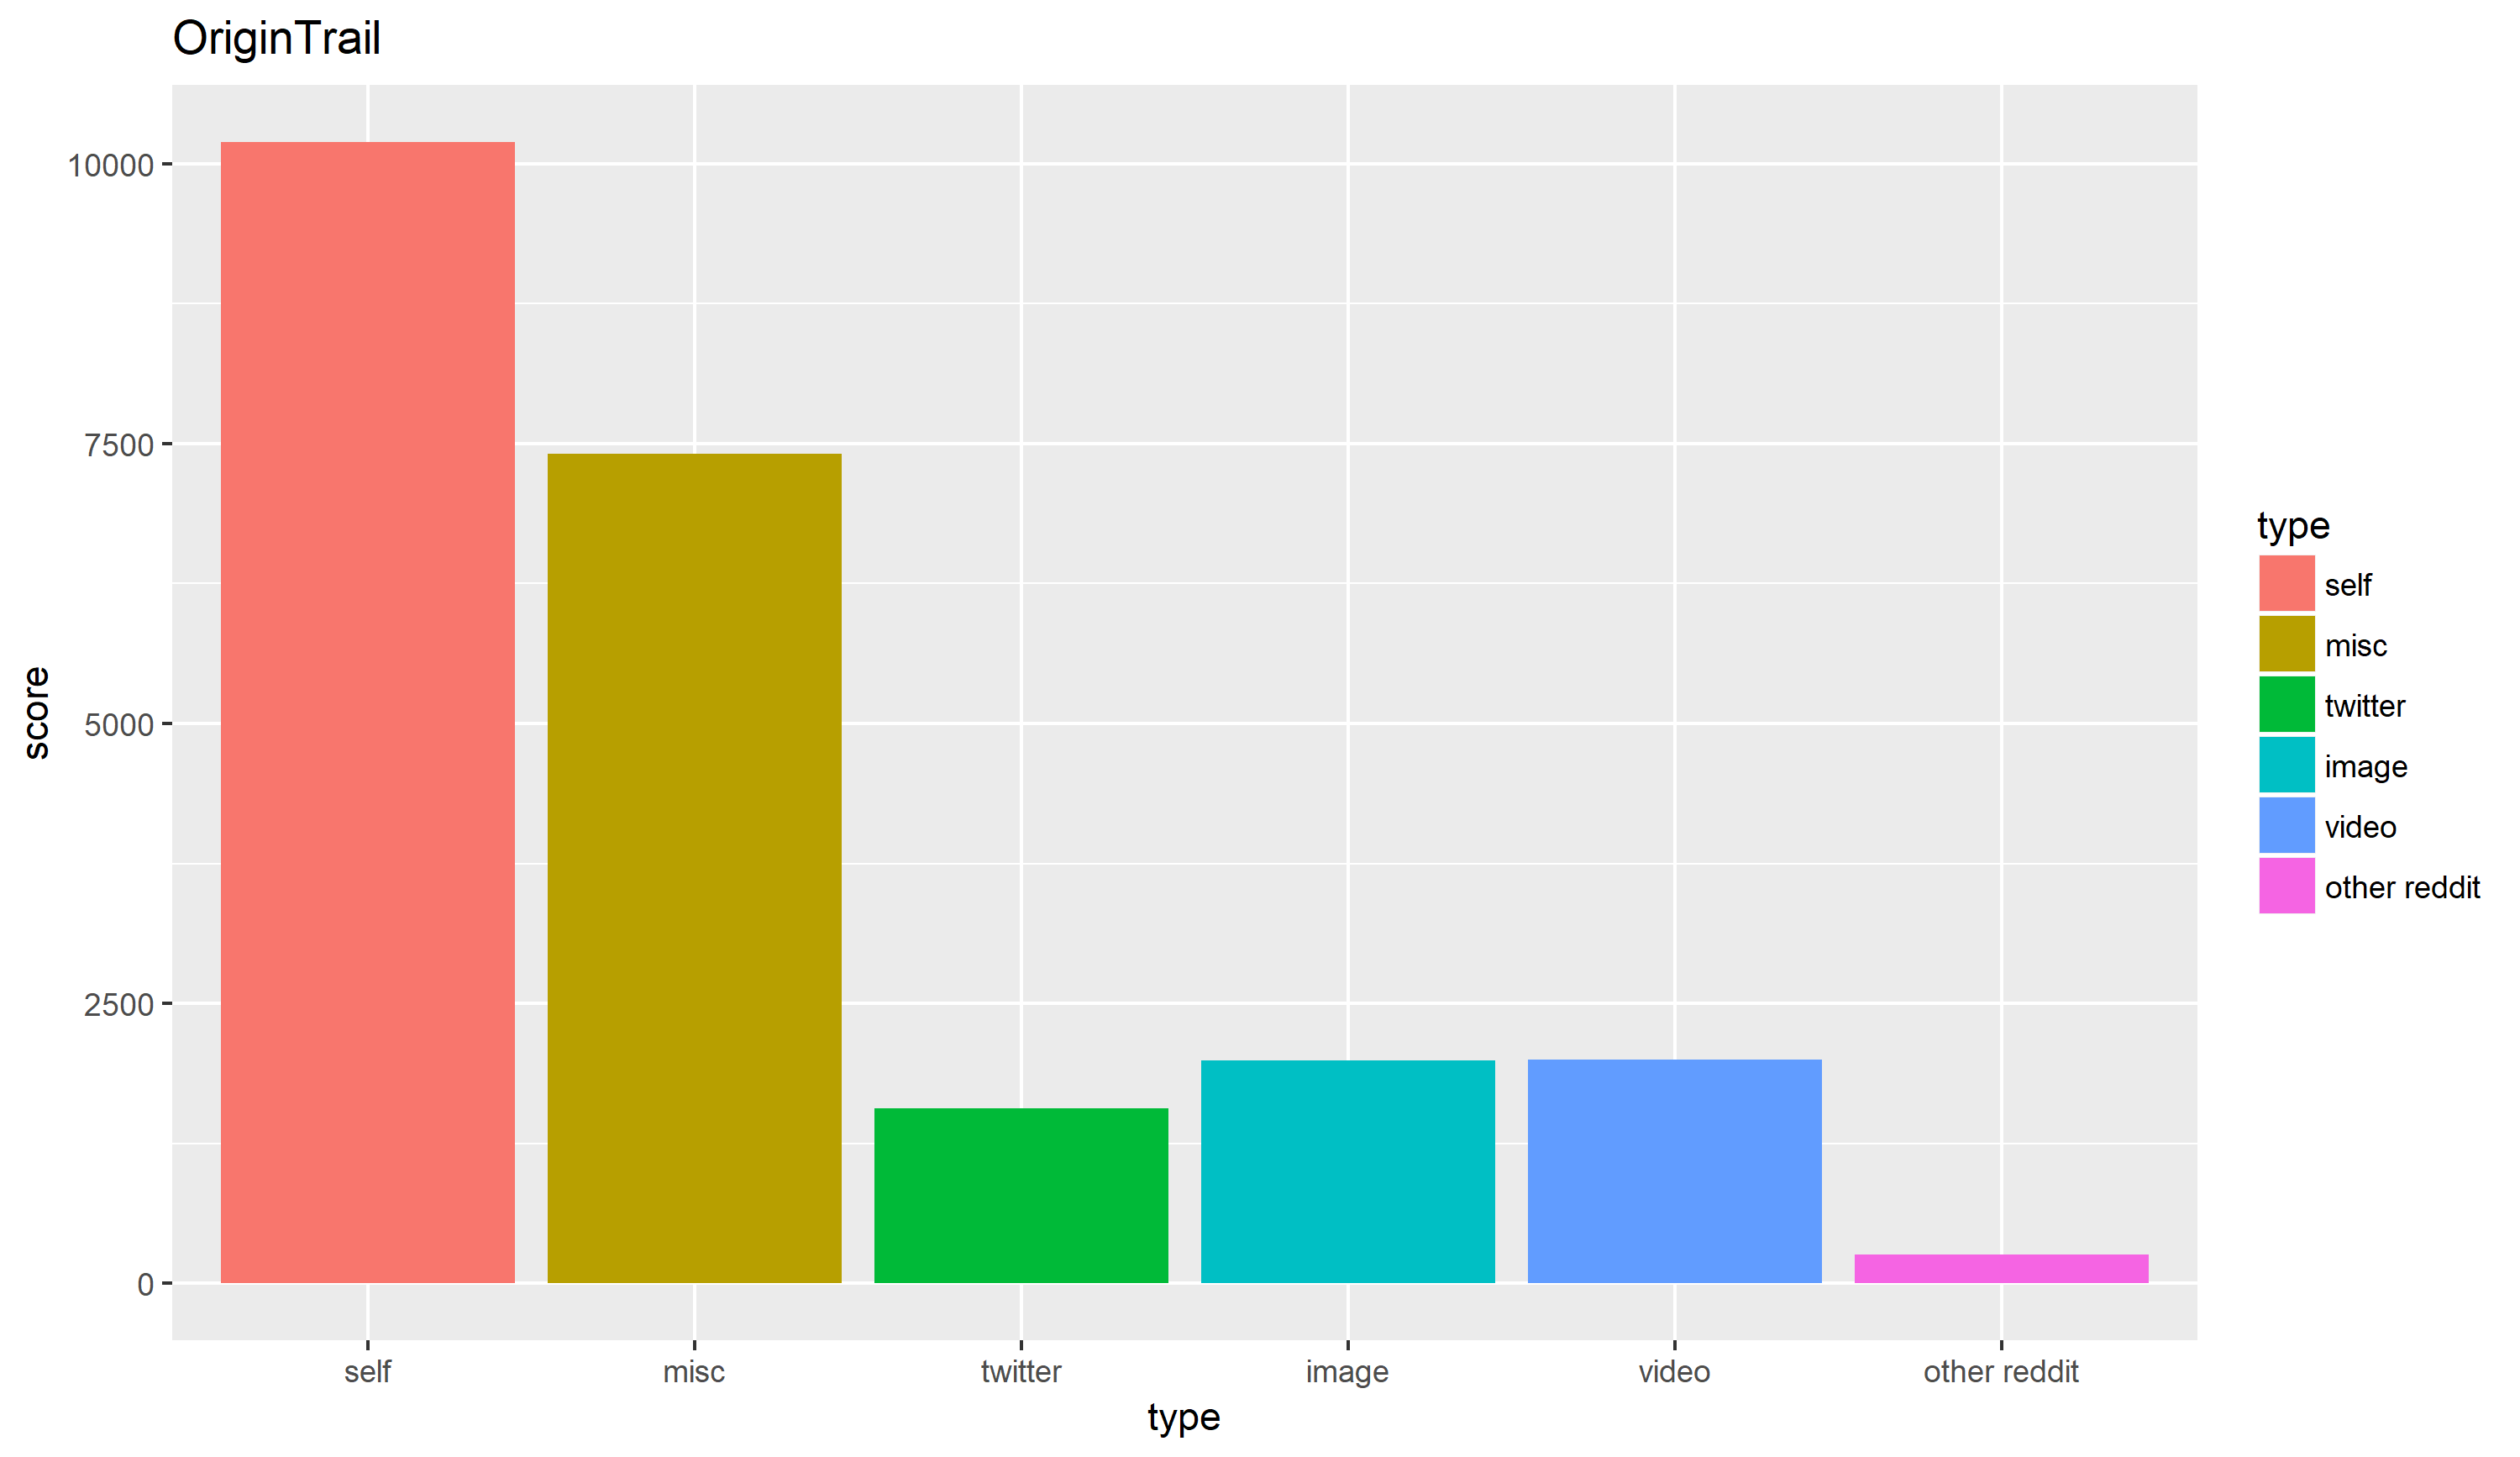 OriginTrail
score
10000
7500
5000
2500
0
self
misc
twitter
image
video
other reddit
type
type
self
misc
twitter
image
video
other reddit